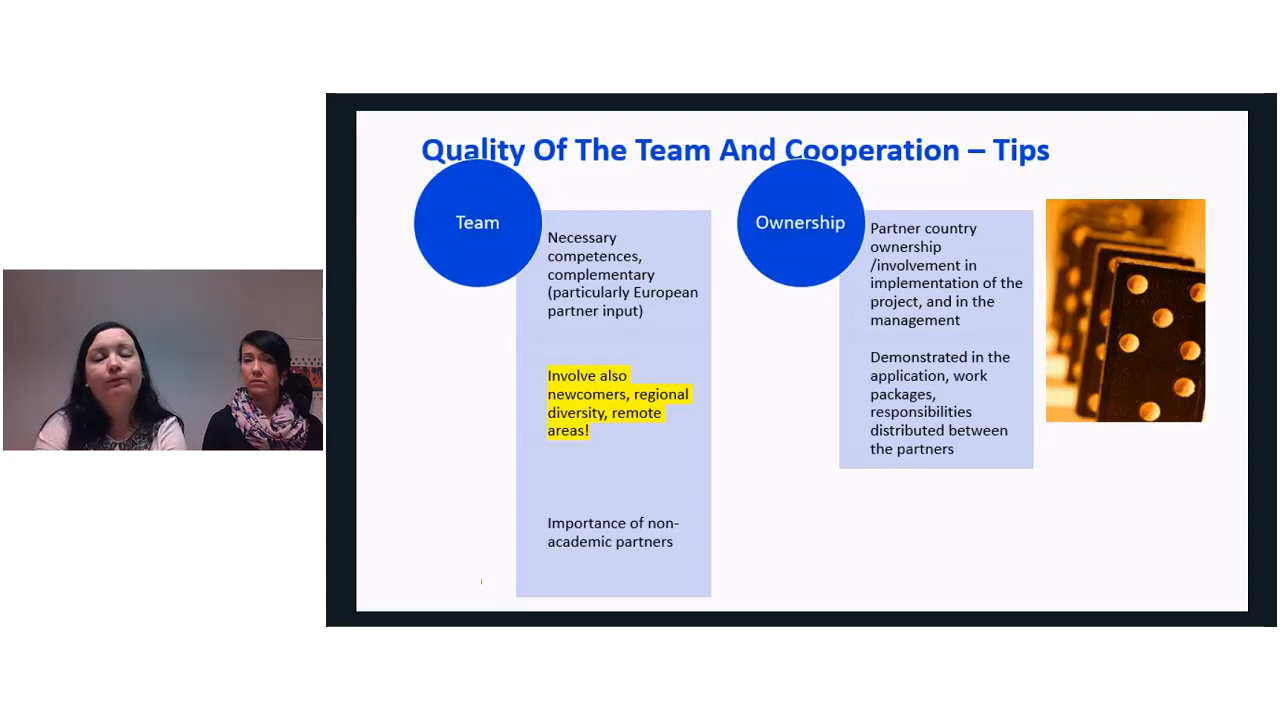 Quality Of The Team And Cooperation – Tips
Team
Necessary
competences,
complementary
(particularly European
partner input)
Involve also
newcomers, regional
diversity, remote
areas!
Importance of non-
academic partners
Ownership
Partner country
ownership
/involvement in
implementation of the
project, and in the
management
Demonstrated in the
application, work
packages,
responsibilities
distributed between
the partners